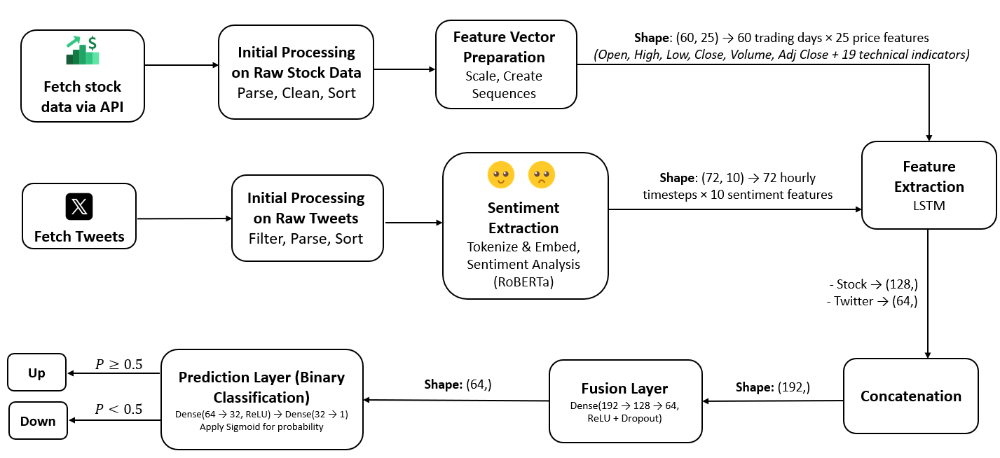 $
Fetch stock
data via API
Initial Processing
on Raw Stock Data
Parse, Clean, Sort
Feature Vector
Preparation
Scale, Create
Sequences
Shape: (60, 25) → 60 trading days × 25 price features
(Open, High, Low, Close, Volume, Adj Close + 19 technical indicators)
X
Fetch Tweets
Initial Processing
on Raw Tweets
Filter, Parse, Sort
Sentiment
Extraction
Tokenize & Embed,
Sentiment Analysis
(RoBERTa)
Shape: (72, 10) → 72 hourly
timesteps × 10 sentiment features
Feature
Extraction
LSTM
- Stock → (128,)
- Twitter → (64,)
Concatenation
Shape: (192,)
Fusion Layer
Dense(192 → 128 → 64,
ReLU + Dropout)
Shape: (64,)
Prediction Layer (Binary
Classification)
Dense(64 → 32, ReLU) → Dense(32 → 1)
Apply Sigmoid for probability
P ≥ 0.5
Up
P < 0.5
Down